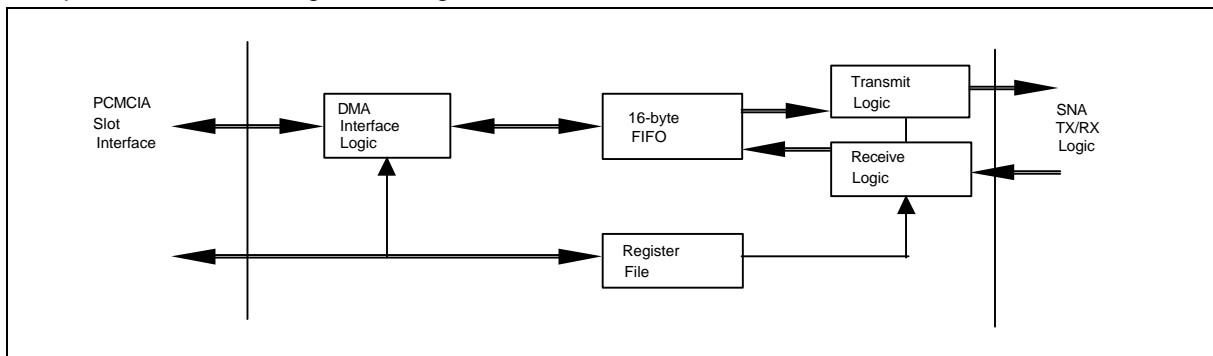 PCMCIA
Slot
Interface
DMA
Interface
Logic
16-byte
FIFO
Transmit
Logic
Receive
Logic
SNA
TX/RX
Logic
Register
File